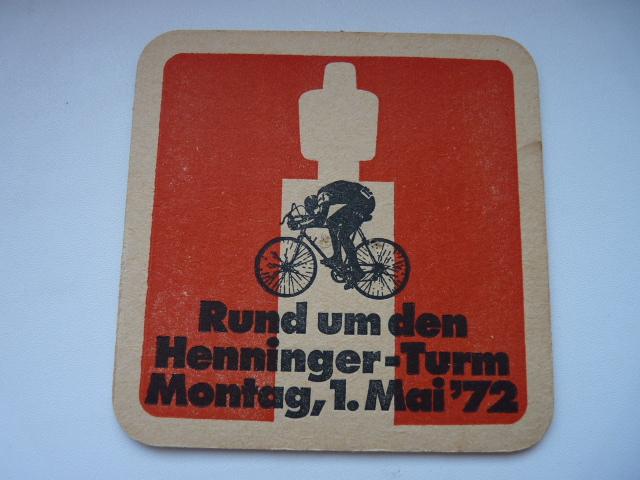 Rund um den
Henninger-Turm
Montag, 1. Mai '72